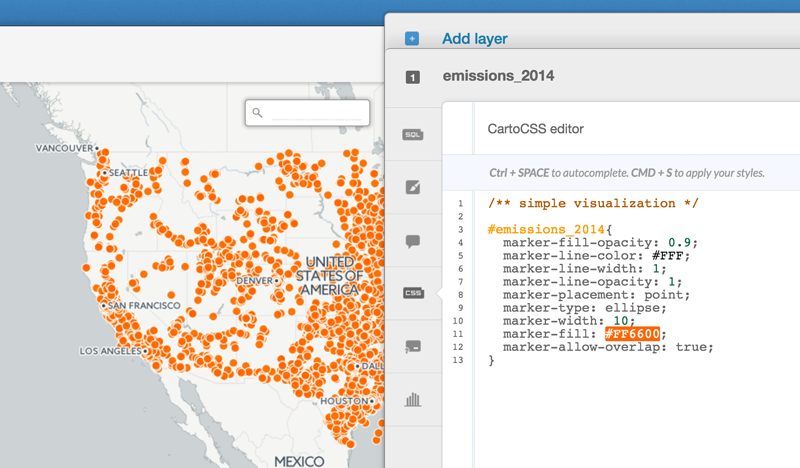 Add layer
1
emissions_2014
SQL
CSS
CartoCSS editor
Ctrl + SPACE to autocomplete. CMD + S to apply your styles.
1 /** simple visualization */
2
3 #emissions_2014{
4 marker-fill-opacity: 0.9;
5 marker-line-color: #FFF;
6 marker-line-width: 1;
7 marker-line-opacity: 1;
8 marker-placement: point;
9 marker-type: ellipse;
10 marker-width: 10;
11 marker-fill: #FF6600;
12 marker-allow-overlap: true;
13 }
VANCOUVER
SEATTLE
UNITED
STATES OF
AMERICA
DENVER
SAN FRANCISCO
LOS ANGELES
DALL
HOUSTON
MEXICO